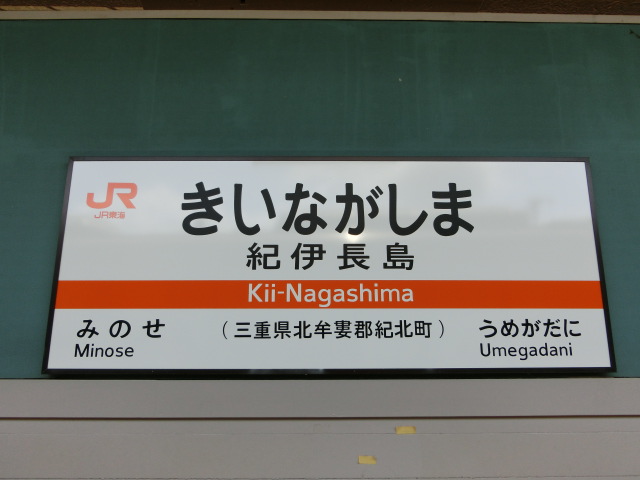 JR
JR東海
きいながしま
紀伊長島
Kii-Nagashima
みのせ
Minose
(三重県北牟婁郡紀北町)
うめがだに
Umegadani